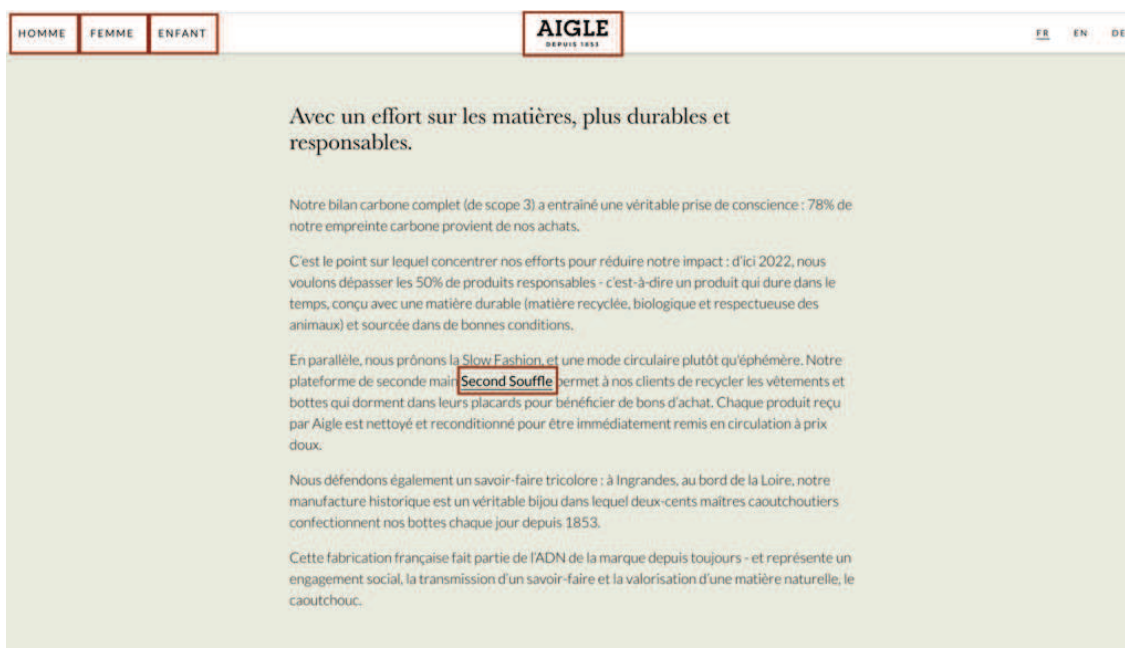 HOMME FEMME ENFANT AIGLE FR EN DE
DEPUIS 1853
Avec un effort sur les matières, plus durables et
responsables.
Notre bilan carbone complet (de scope 3) a entraîné une véritable prise de conscience : 78% de
notre empreinte carbone provient de nos achats.
C'est le point sur lequel concentrer nos efforts pour réduire notre impact : d'ici 2022, nous
voulons dépasser les 50% de produits responsables - c'est-à-dire un produit qui dure dans le
temps, conçu avec une matière durable (matière recyclée, biologique et respectueuse des
animaux) et sourcée dans de bonnes conditions.
En parallèle, nous prônons la Slow Fashion, et une mode circulaire plutôt qu'éphémère. Notre
plateforme de seconde main Second Souffle permet à nos clients de recycler les vêtements et
bottes qui dorment dans leurs placards pour bénéficier de bons d'achat. Chaque produit reçu
par Aigle est nettoyé et reconditionné pour être immédiatement remis en circulation à prix
doux.
Nous défendons également un savoir-faire tricolore : à Ingrandes, au bord de la Loire, notre
manufacture historique est un véritable bijou dans lequel deux-cents maîtres caoutchoutiers
confectionnent nos bottes chaque jour depuis 1853.
Cette fabrication française fait partie de l'ADN de la marque depuis toujours - et représente un
engagement social, la transmission d'un savoir-faire et la valorisation d'une matière naturelle, le
caoutchouc.